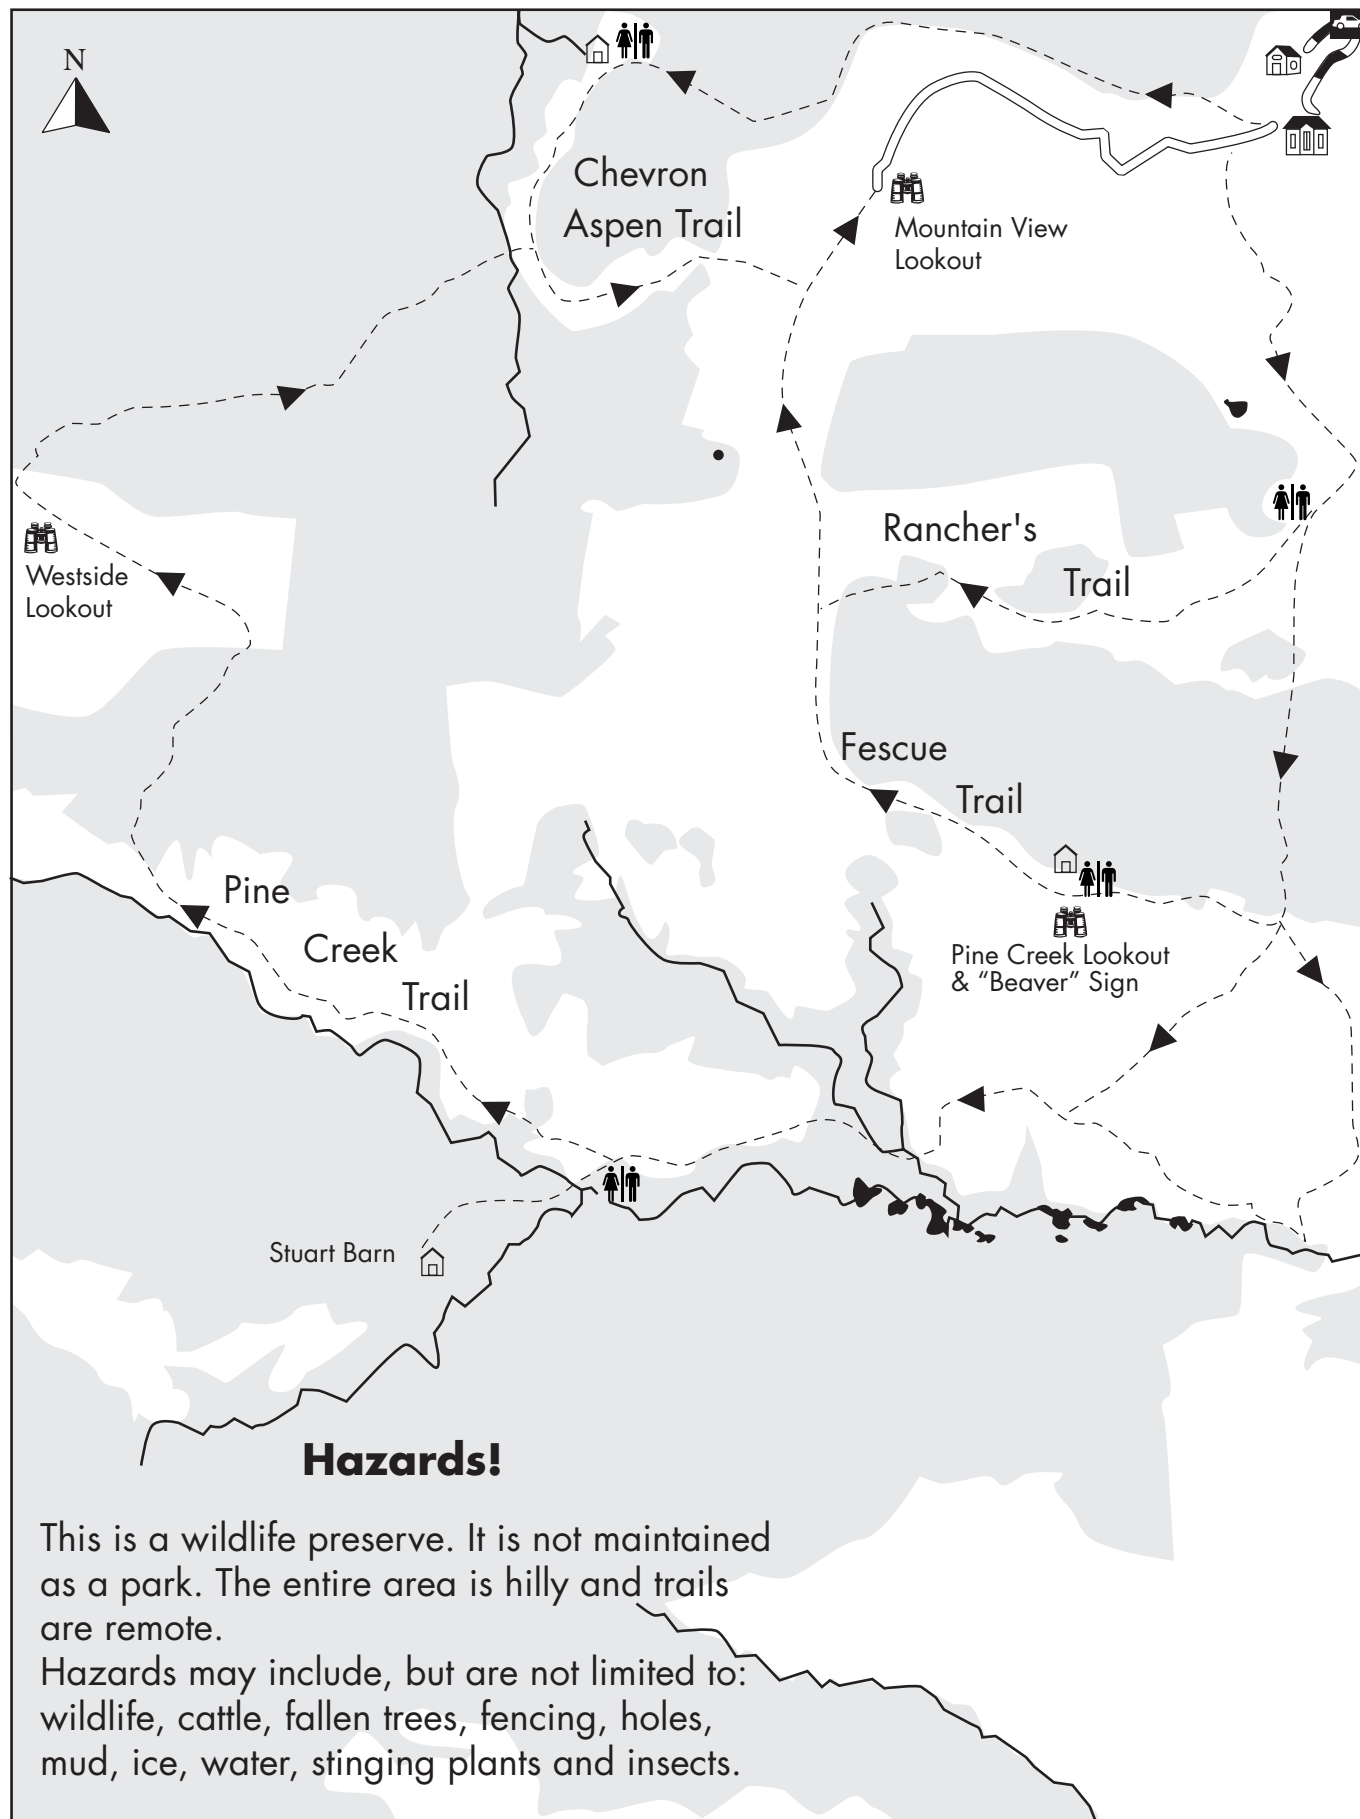 N
Chevron
Aspen Trail
Mountain View
Lookout
Westside
Lookout
Rancher's
Trail
Fescue
Trail
Pine
Creek
Trail
Pine Creek Lookout
& “Beaver” Sign
Stuart Barn
Hazards!
This is a wildlife preserve. It is not maintained
as a park. The entire area is hilly and trails
are remote.
Hazards may include, but are not limited to:
wildlife, cattle, fallen trees, fencing, holes,
mud, ice, water, stinging plants and insects.